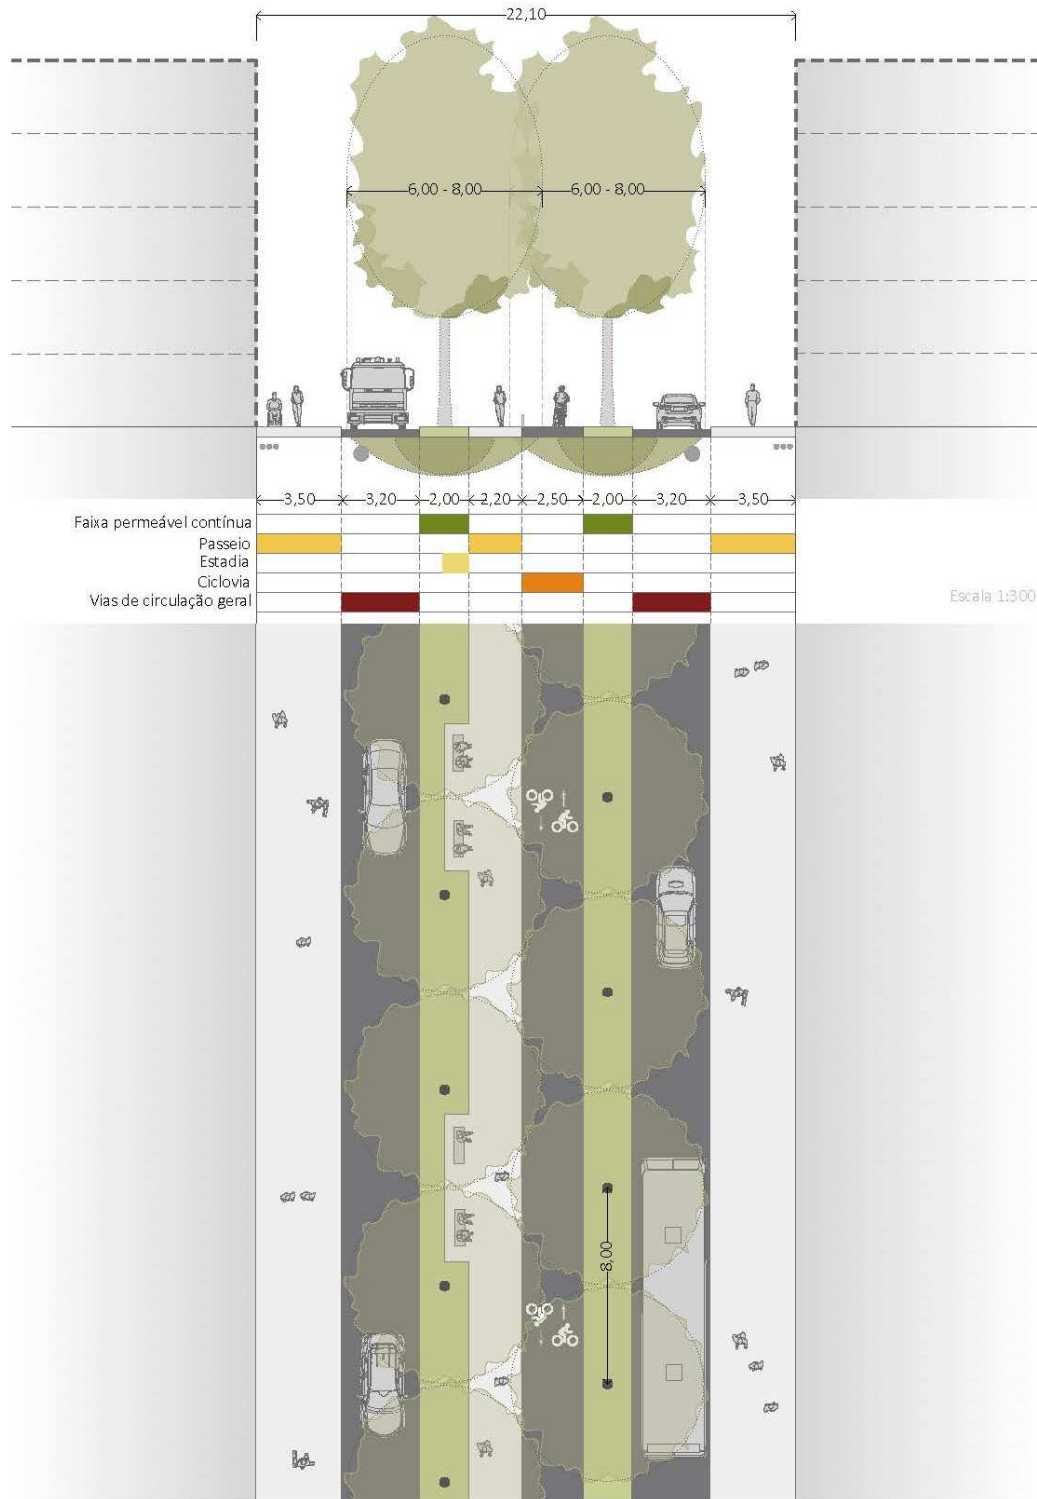 22,10
6,00 - 8,00 6,00 - 8,00
3,50 3,20 2,00 2,20 2,50 2,00 3,20 3,50
Faixa permeável contínua
Passeio
Estadia
Ciclovia
Vias de circulação geral
Escala 1:300
8,00